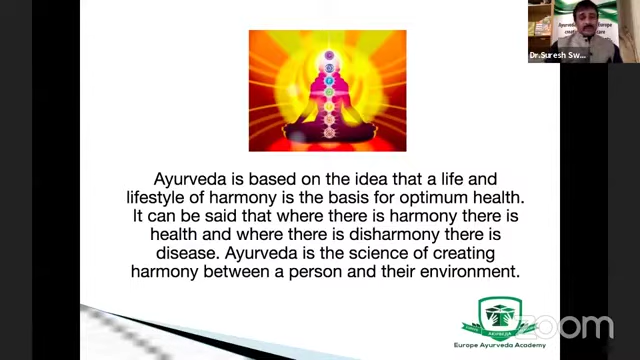 Dr.Suresh Sw...
Ayurveda is based on the idea that a life and
lifestyle of harmony is the basis for optimum health.
It can be said that where there is harmony there is
health and where there is disharmony there is
disease. Ayurveda is the science of creating
harmony between a person and their environment.
zoom
Europe Ayurveda Academy